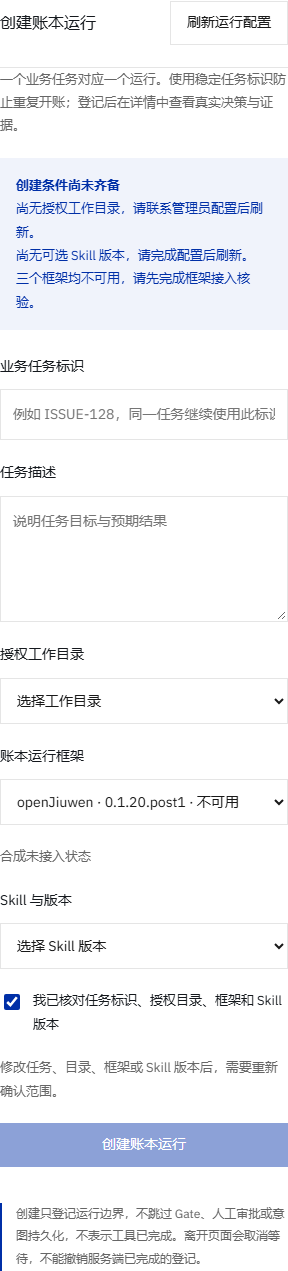 创建账本运行
刷新运行配置
一个业务任务对应一个运行。使用稳定任务标识防
止重复开账；登记后在详情中查看真实决策与证
据。
创建条件尚未齐备
尚无授权工作目录，请联系管理员配置后刷
新。
尚无可选 Skill 版本，请完成配置后刷新。
三个框架均不可用，请先完成框架接入核
验。
业务任务标识
例如 ISSUE-128，同一任务继续使用此标识
任务描述
说明任务目标与预期结果
授权工作目录
选择工作目录
账本运行框架
openJiuwen · 0.1.20.post1 · 不可用
合成未接入状态
Skill 与版本
选择 Skill 版本
我已核对任务标识、授权目录、框架和 Skill
版本
修改任务、目录、框架或 Skill 版本后，需要重新
确认范围。
创建账本运行
创建只登记运行边界，不跳过 Gate、人工审批或意
图持久化，不表示工具已完成。离开页面会取消等
待，不能撤销服务端已完成的登记。